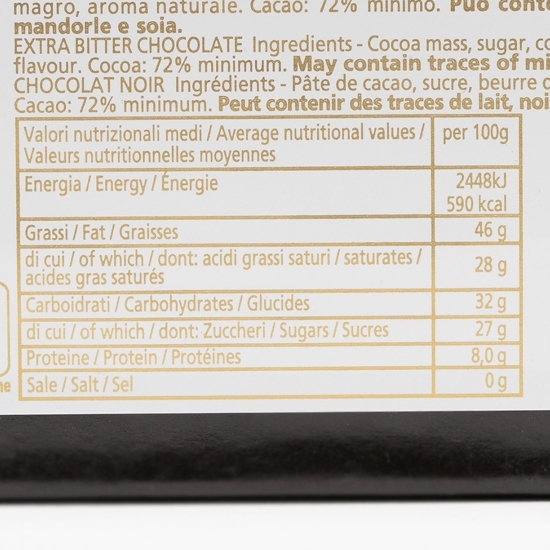 magro, aroma naturale. Cacao: 72% minimo. Può
mandorle e soia.
EXTRA BITTER CHOCOLATE Ingredients - Cocoa mass, sugar,
flavour. Cocoa: 72% minimum. May contain traces of
CHOCOLAT NOIR Ingrédients - Pâte de cacao, sucre, beurre
Cacao: 72% minimum. Peut contenir des traces de lait,
Valori nutrizionali medi / Average nutritional values / per 100g
Valeurs nutritionnelles moyennes
Energia / Energy / Énergie 2448kJ
590 kcal
Grassi / Fat / Graisses 46 g
di cui / of which / dont: acidi grassi saturi / saturates / 28 g
acides gras saturés
Carboidrati / Carbohydrates / Glucides 32 g
di cui / of which / dont: Zuccheri / Sugars / Sucres 27 g
Proteine / Protein / Protéines 8,0 g
Sale / Salt / Sel 0 g